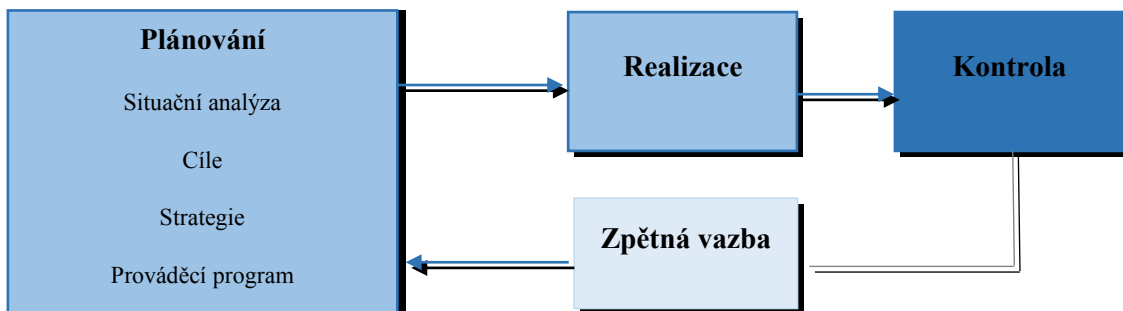 Plánování
Situační analýza
Cíle
Strategie
Prováděcí program
Realizace
Kontrola
Zpětná vazba